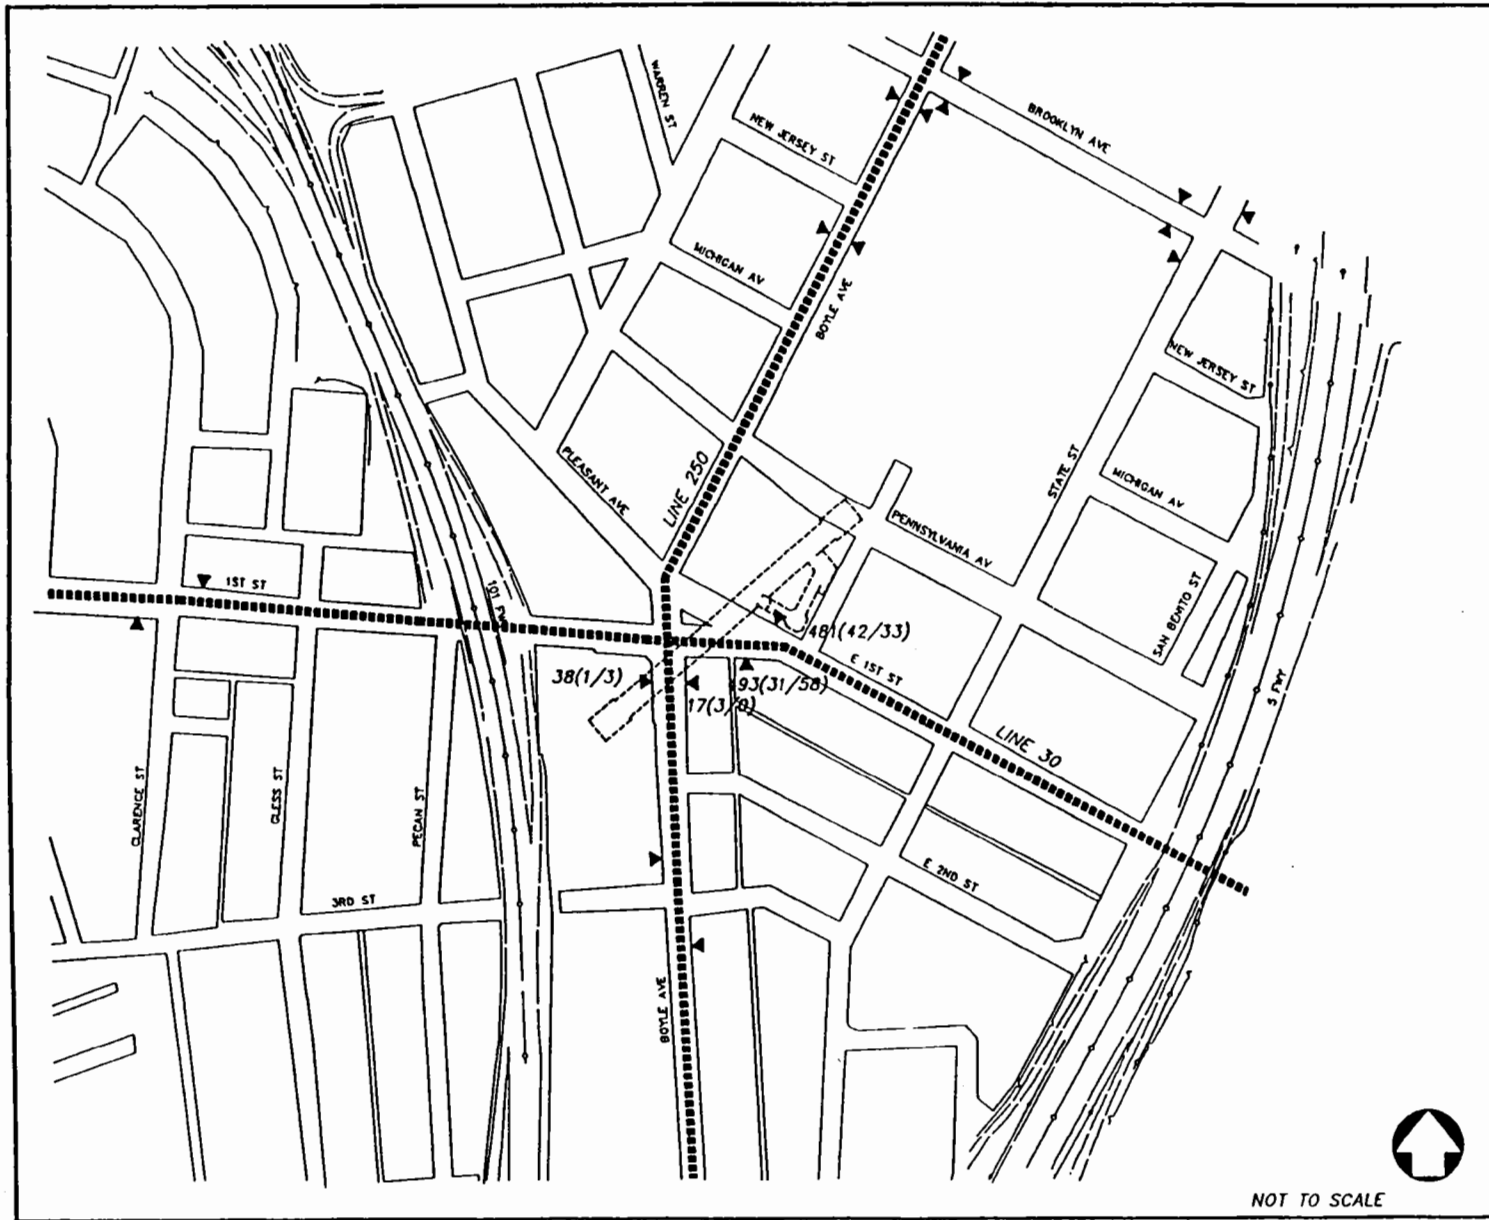 WARREN ST
NEW JERSEY ST
BROOKLYN AVE
MICHIGAN AV
BOYLE AVE
NEW JERSEY ST
PLEASANT AVE
LINE 250
STATE ST
MICHIGAN AV
PENNSYLVANIA AV
1ST ST
101 FWY
SAN BENITO ST
481(42/33)
E 1ST ST
38(1/3)
93(31/58)
17(3/0)
5 FWY
LINE 30
CLARENCE ST
GLESS ST
PECAN ST
E 2ND ST
3RD ST
BOYLE AVE
NOT TO SCALE